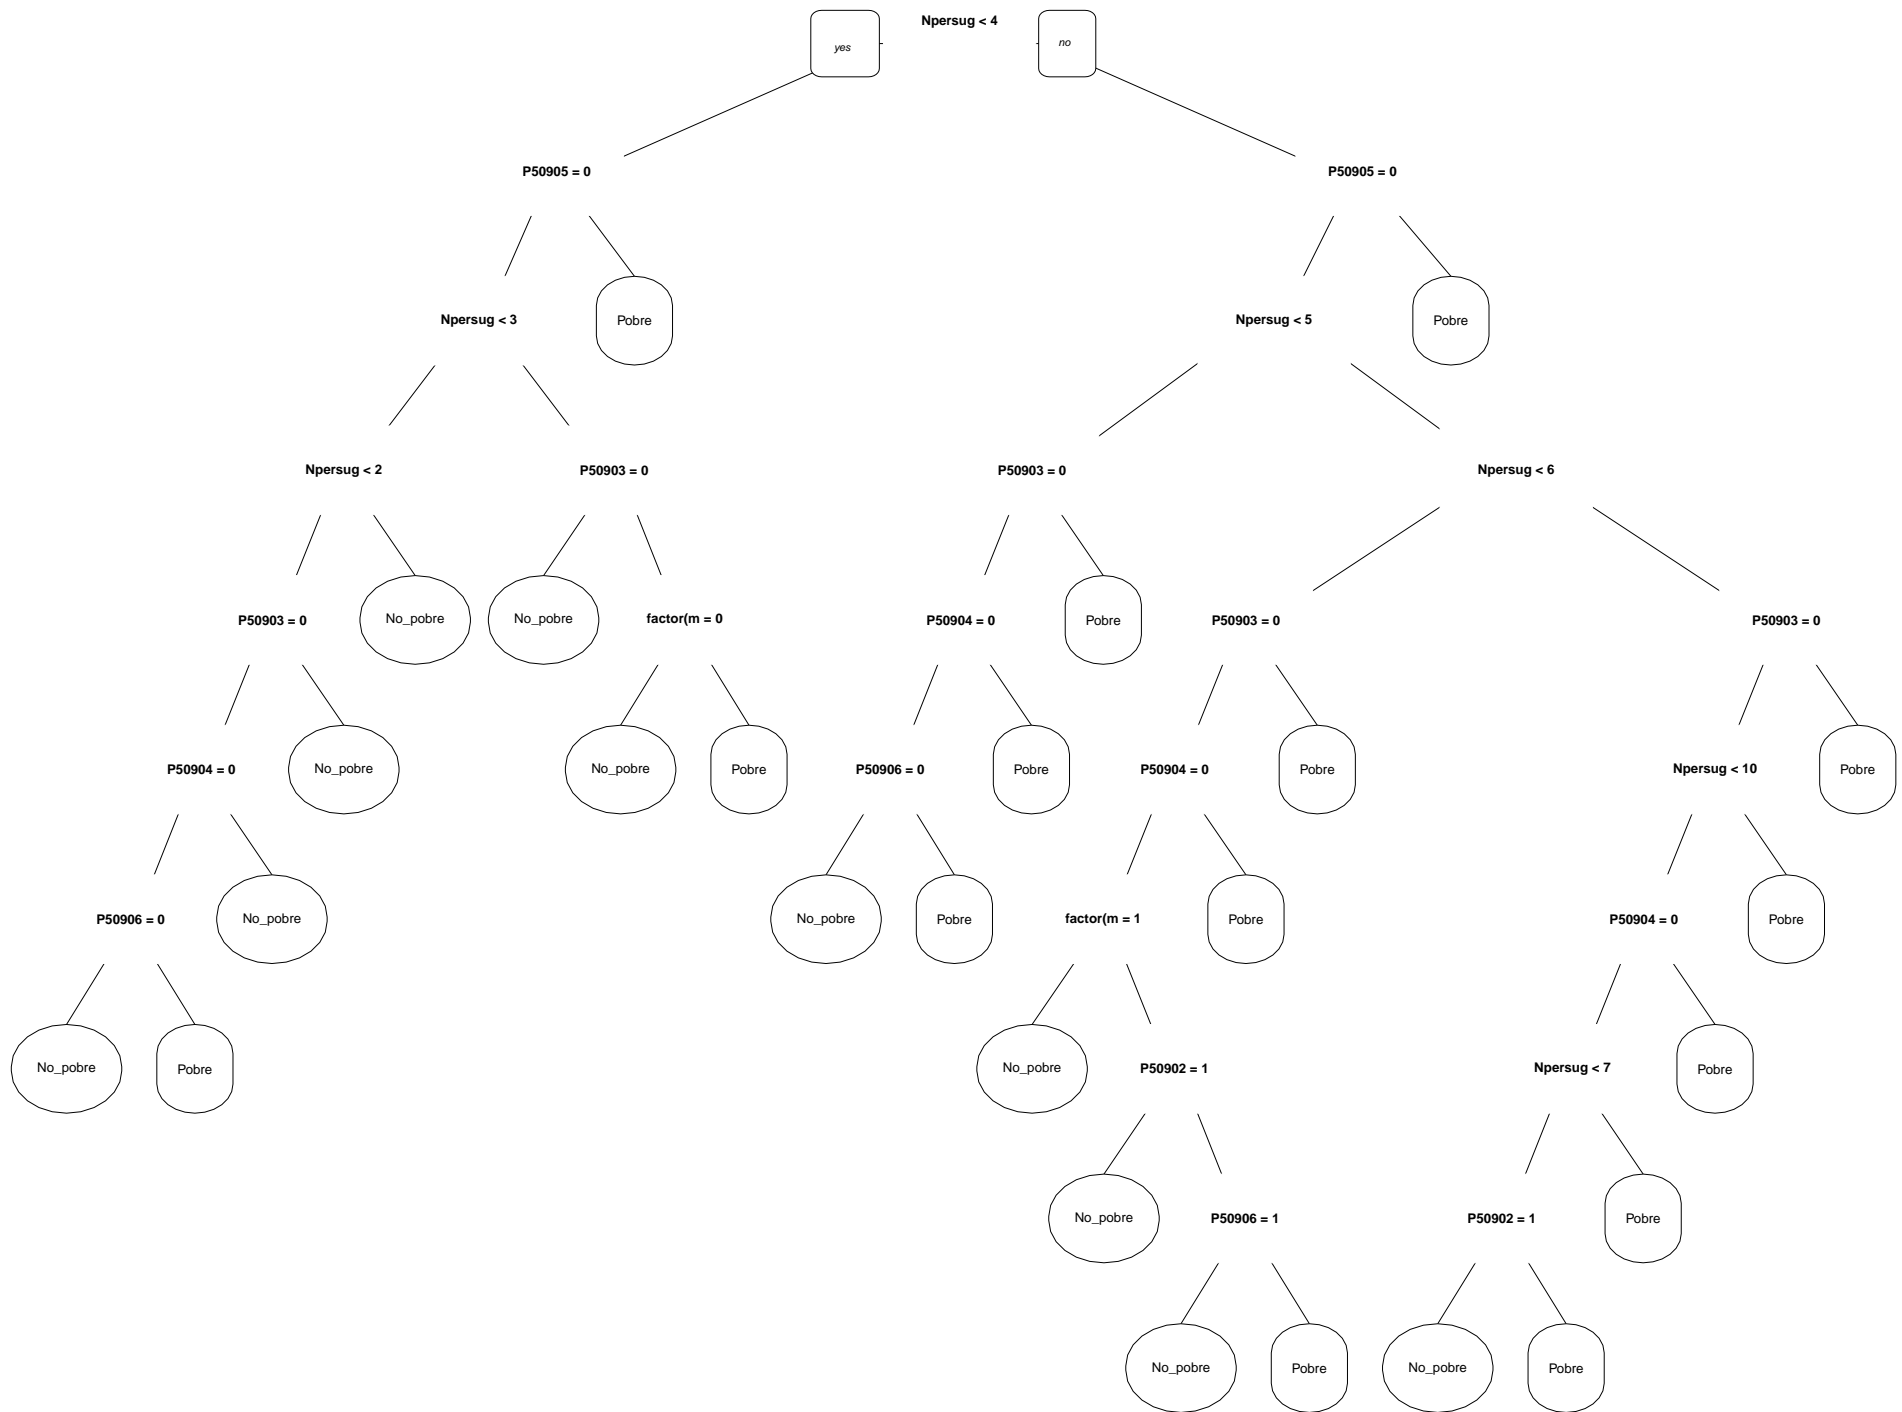 Npersug < 4
yes
no
P50905 = 0
P50905 = 0
Npersug < 3
Pobre
Npersug < 5
Pobre
Npersug < 2
P50903 = 0
P50903 = 0
Npersug < 6
P50903 = 0
No_pobre
No_pobre
factor(m = 0
P50904 = 0
Pobre
P50903 = 0
P50903 = 0
P50904 = 0
No_pobre
No_pobre
Pobre
P50906 = 0
Pobre
P50904 = 0
Pobre
Npersug < 10
Pobre
P50906 = 0
No_pobre
No_pobre
Pobre
factor(m = 1
Pobre
P50904 = 0
Pobre
No_pobre
Pobre
No_pobre
P50902 = 1
Npersug < 7
Pobre
No_pobre
P50906 = 1
P50902 = 1
Pobre
No_pobre
Pobre
No_pobre
Pobre